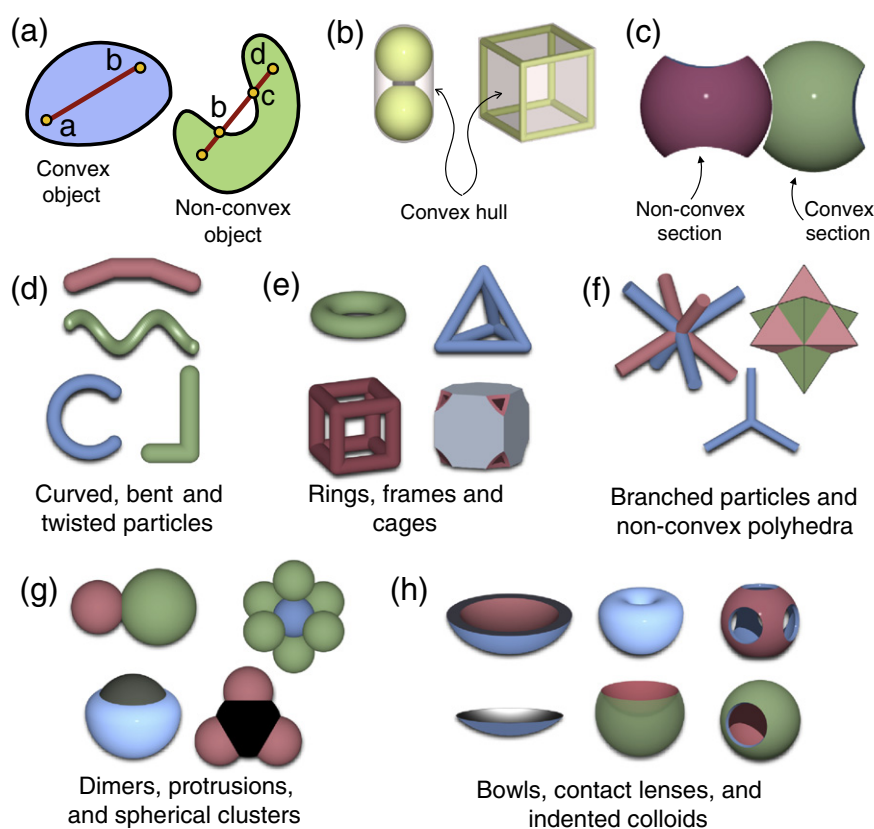 (a)
b
a
Convex
object
d
c
b
Non-convex
object
(b)
Convex hull
(c)
Non-convex
section
Convex
section
(d)
Curved, bent and
twisted particles
(e)
Rings, frames and
cages
(f)
Branched particles and
non-convex polyhedra
(g)
Dimers, protrusions,
and spherical clusters
(h)
Bowls, contact lenses, and
indented colloids